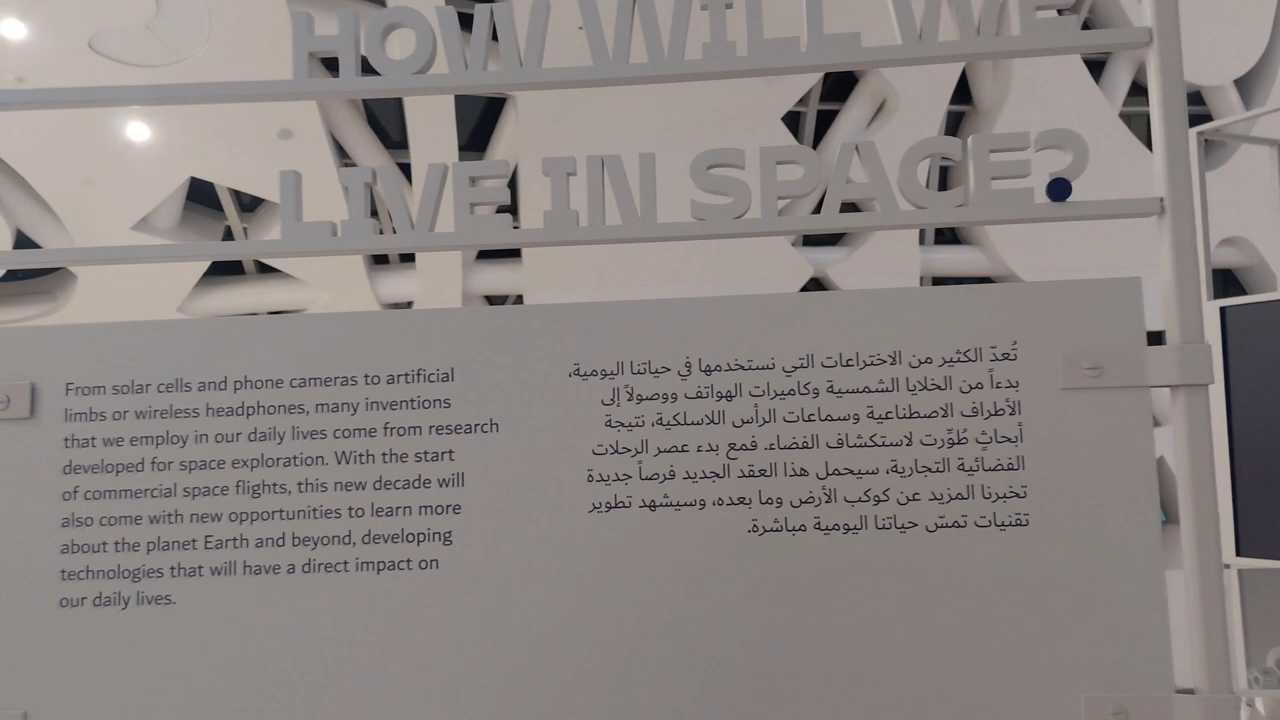 HOW WILL WE
LIVE IN SPACE?
From solar cells and phone cameras to artificial
limbs or wireless headphones, many inventions
that we employ in our daily lives come from research
developed for space exploration. With the start
of commercial space flights, this new decade will
also come with new opportunities to learn more
about the planet Earth and beyond, developing
technologies that will have a direct impact on
our daily lives.
تُعدّ الكثير من الاختراعات التي نستخدمها في حياتنا اليومية،
بدءاً من الخلايا الشمسية وكاميرات الهواتف ووصولاً إلى
الأطراف الاصطناعية وسماعات الرأس اللاسلكية، نتيجة
أبحاثٍ طُوِّرت لاستكشاف الفضاء. فمع بدء عصر الرحلات
الفضائية التجارية، سيحمل هذا العقد الجديد فرصاً جديدة
تخبرنا المزيد عن كوكب الأرض وما بعده، وسيشهد تطوير
تقنيات تمسّ حياتنا اليومية مباشرة.